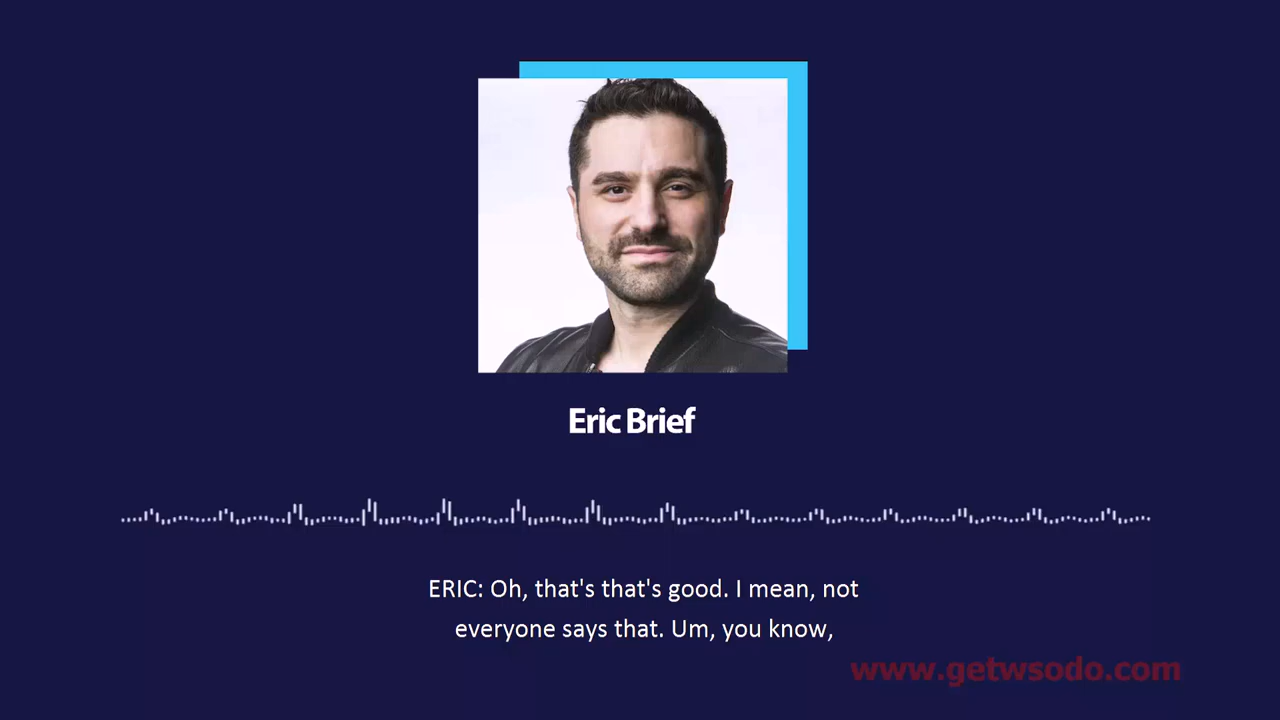 Eric Brief
ERIC: Oh, that's that's good. I mean, not
everyone says that. Um, you know,
www.getwsodo.com